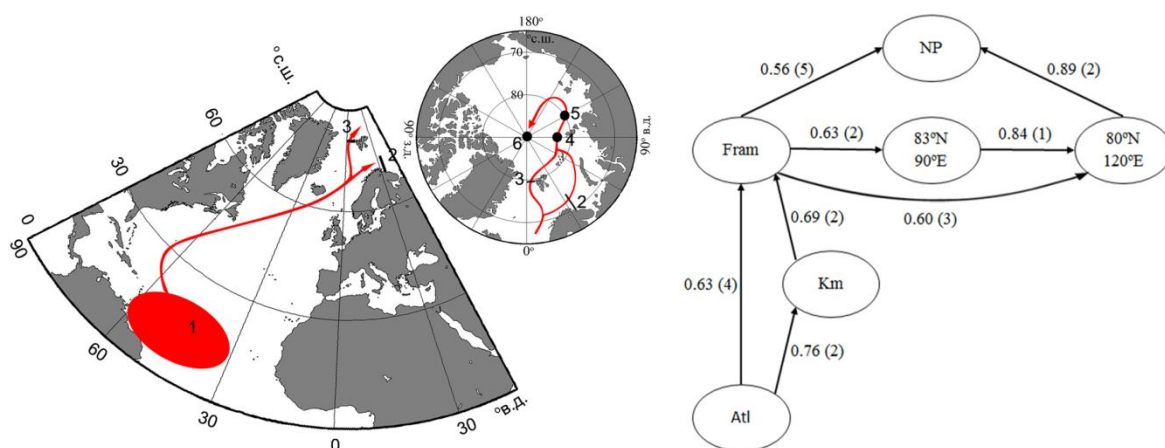 180°
°с.ш.
70
80
90° з.д.
90° в.д.
0°
5
6
4
3
2
°с.ш.
60
30
0
90
60
30
0
30
°в.д.
3
2
1
NP
0.56 (5)
0.89 (2)
Fram
0.63 (2)
83°N
90°E
0.84 (1)
80°N
120°E
0.60 (3)
0.69 (2)
0.63 (4)
Km
0.76 (2)
Atl